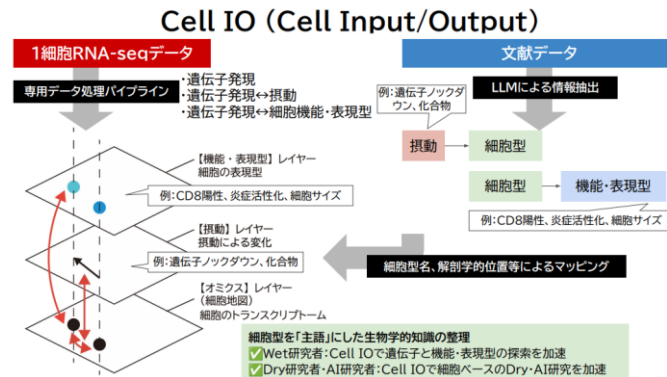 Cell IO (Cell Input/Output)
1細胞RNA-seqデータ
専用データ処理パイプライン
・遺伝子発現
・遺伝子発現↔摂動
・遺伝子発現↔細胞機能・表現型
【機能・表現型】レイヤー
細胞の表現型
例:CD8陽性、炎症活性化、細胞サイズ
【摂動】レイヤー
摂動による変化
例:遺伝子ノックダウン、化合物
【オミクス】レイヤー
(細胞地図)
細胞のトランスクリプトーム
文献データ
LLMによる情報抽出
例:遺伝子ノックダ
ウン、化合物
摂動
細胞型
細胞型
機能・表現型
例:CD8陽性、炎症活性化、細胞サイズ
細胞型名、解剖学的位置等によるマッピング
細胞型を「主語」にした生物学的知識の整理
✅Wet研究者:Cell IOで遺伝子と機能・表現型の探索を加速
✅Dry研究者・AI研究者:Cell IOで細胞ベースのDry・AI研究を加速